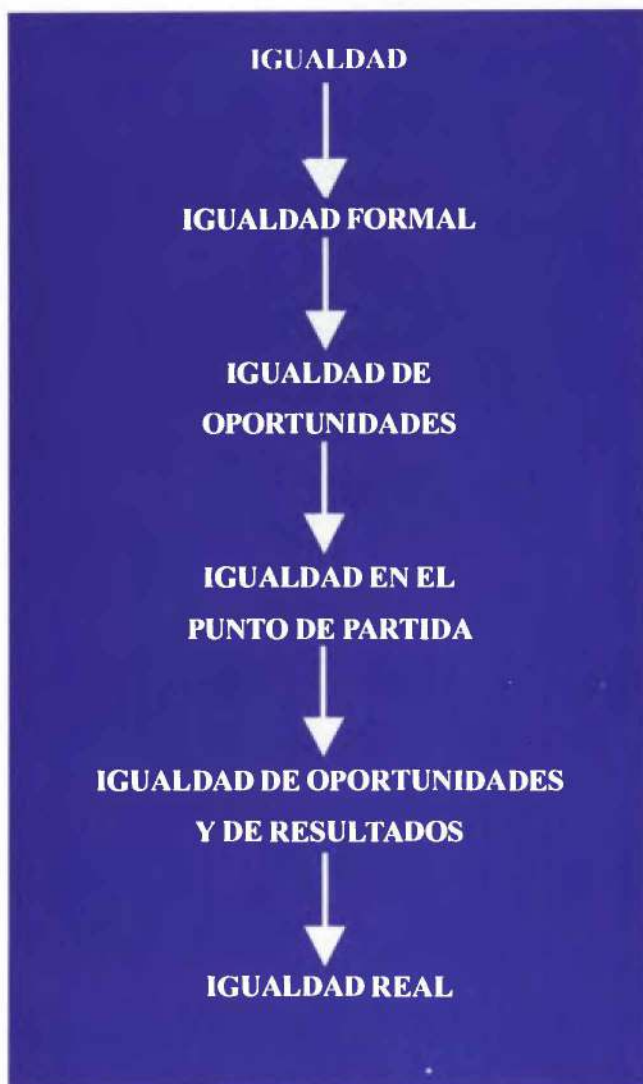 IGUALDAD
IGUALDAD FORMAL
IGUALDAD DE
OPORTUNIDADES
IGUALDAD EN EL
PUNTO DE PARTIDA
IGUALDAD DE OPORTUNIDADES
Y DE RESULTADOS
IGUALDAD REAL